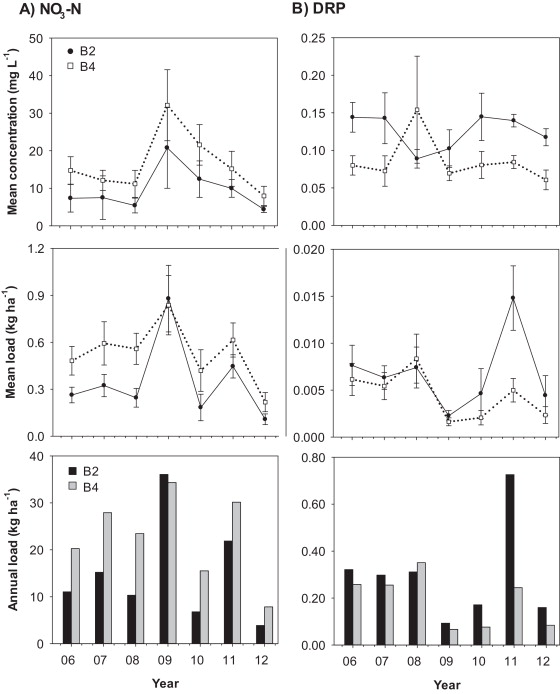 A) NO3-N B) DRP
Mean concentration (mg L-1)
50
40
30
20
10
0
B2
B4
0.25
0.20
0.15
0.10
0.05
0.00
Mean load (kg ha-1)
1.2
0.9
0.6
0.3
0.0
0.020
0.015
0.010
0.005
0.000
Annual load (kg ha-1)
40
30
20
10
0
B2
B4
0.80
0.60
0.40
0.20
0.00
06 07 08 09 10 11 12
06 07 08 09 10 11 12
Year Year